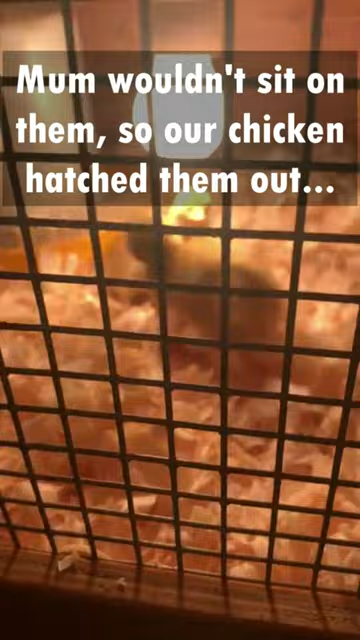 Mum wouldn't sit on
them, so our chicken
hatched them out...